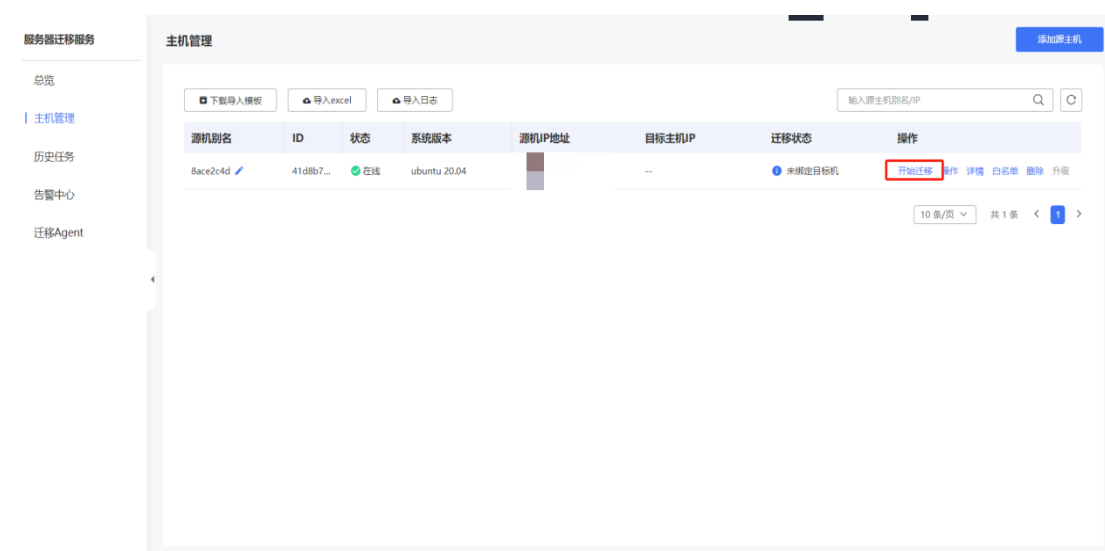 服务器迁移服务
主机管理
添加源主机
总览
主机管理
历史任务
告警中心
迁移Agent
下载导入模板 导入excel 导入日志 输入源主机别名/IP
源机别名 ID 状态 系统版本 源机IP地址 目标主机IP 迁移状态 操作
8ace2c4d 41d8b7... 在线 ubuntu 20.04 -- 未绑定目标机 开始迁移 操作 详情 白名单 删除 升级
10 条/页 共 1 条 1